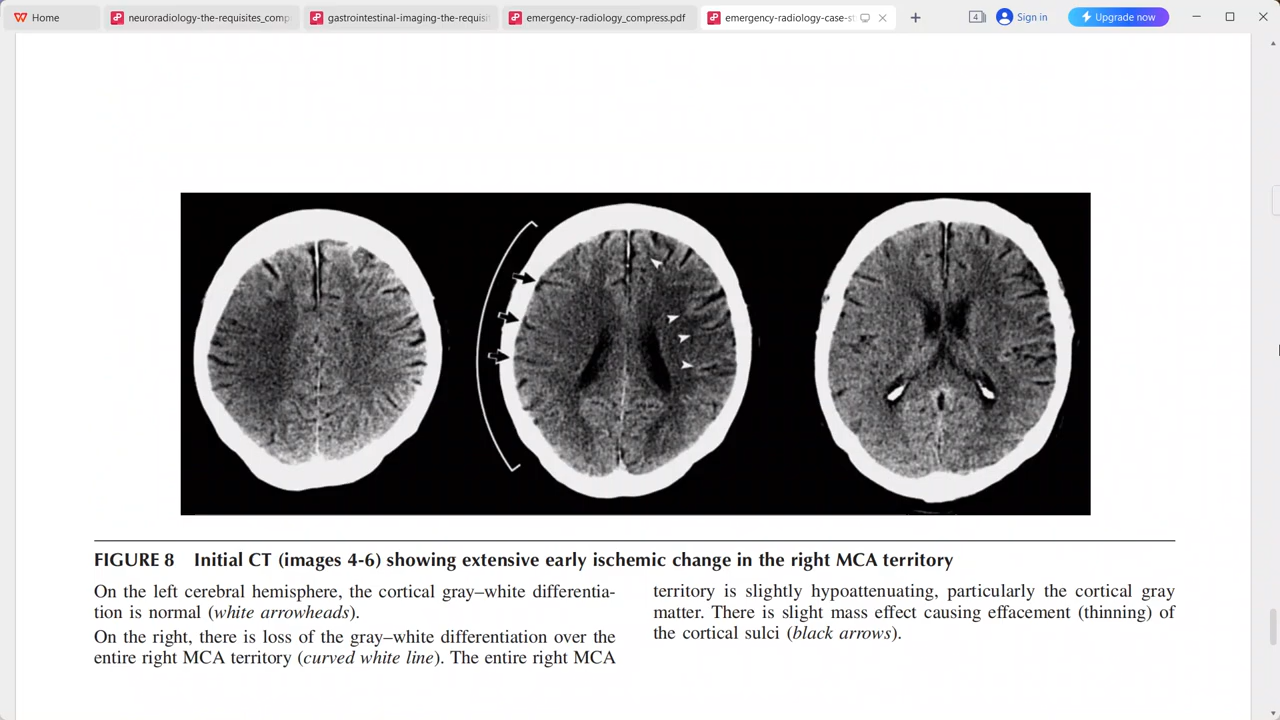 Home
neuroradiology-the-requisites_comp
gastrointestinal-imaging-the-requisit
emergency-radiology_compress.pdf
emergency-radiology-case-st
4
Sign in
Upgrade now
FIGURE 8 Initial CT (images 4-6) showing extensive early ischemic change in the right MCA territory
On the left cerebral hemisphere, the cortical gray–white differentia-
tion is normal (white arrowheads).
On the right, there is loss of the gray–white differentiation over the
entire right MCA territory (curved white line). The entire right MCA
territory is slightly hypoattenuating, particularly the cortical gray
matter. There is slight mass effect causing effacement (thinning) of
the cortical sulci (black arrows).